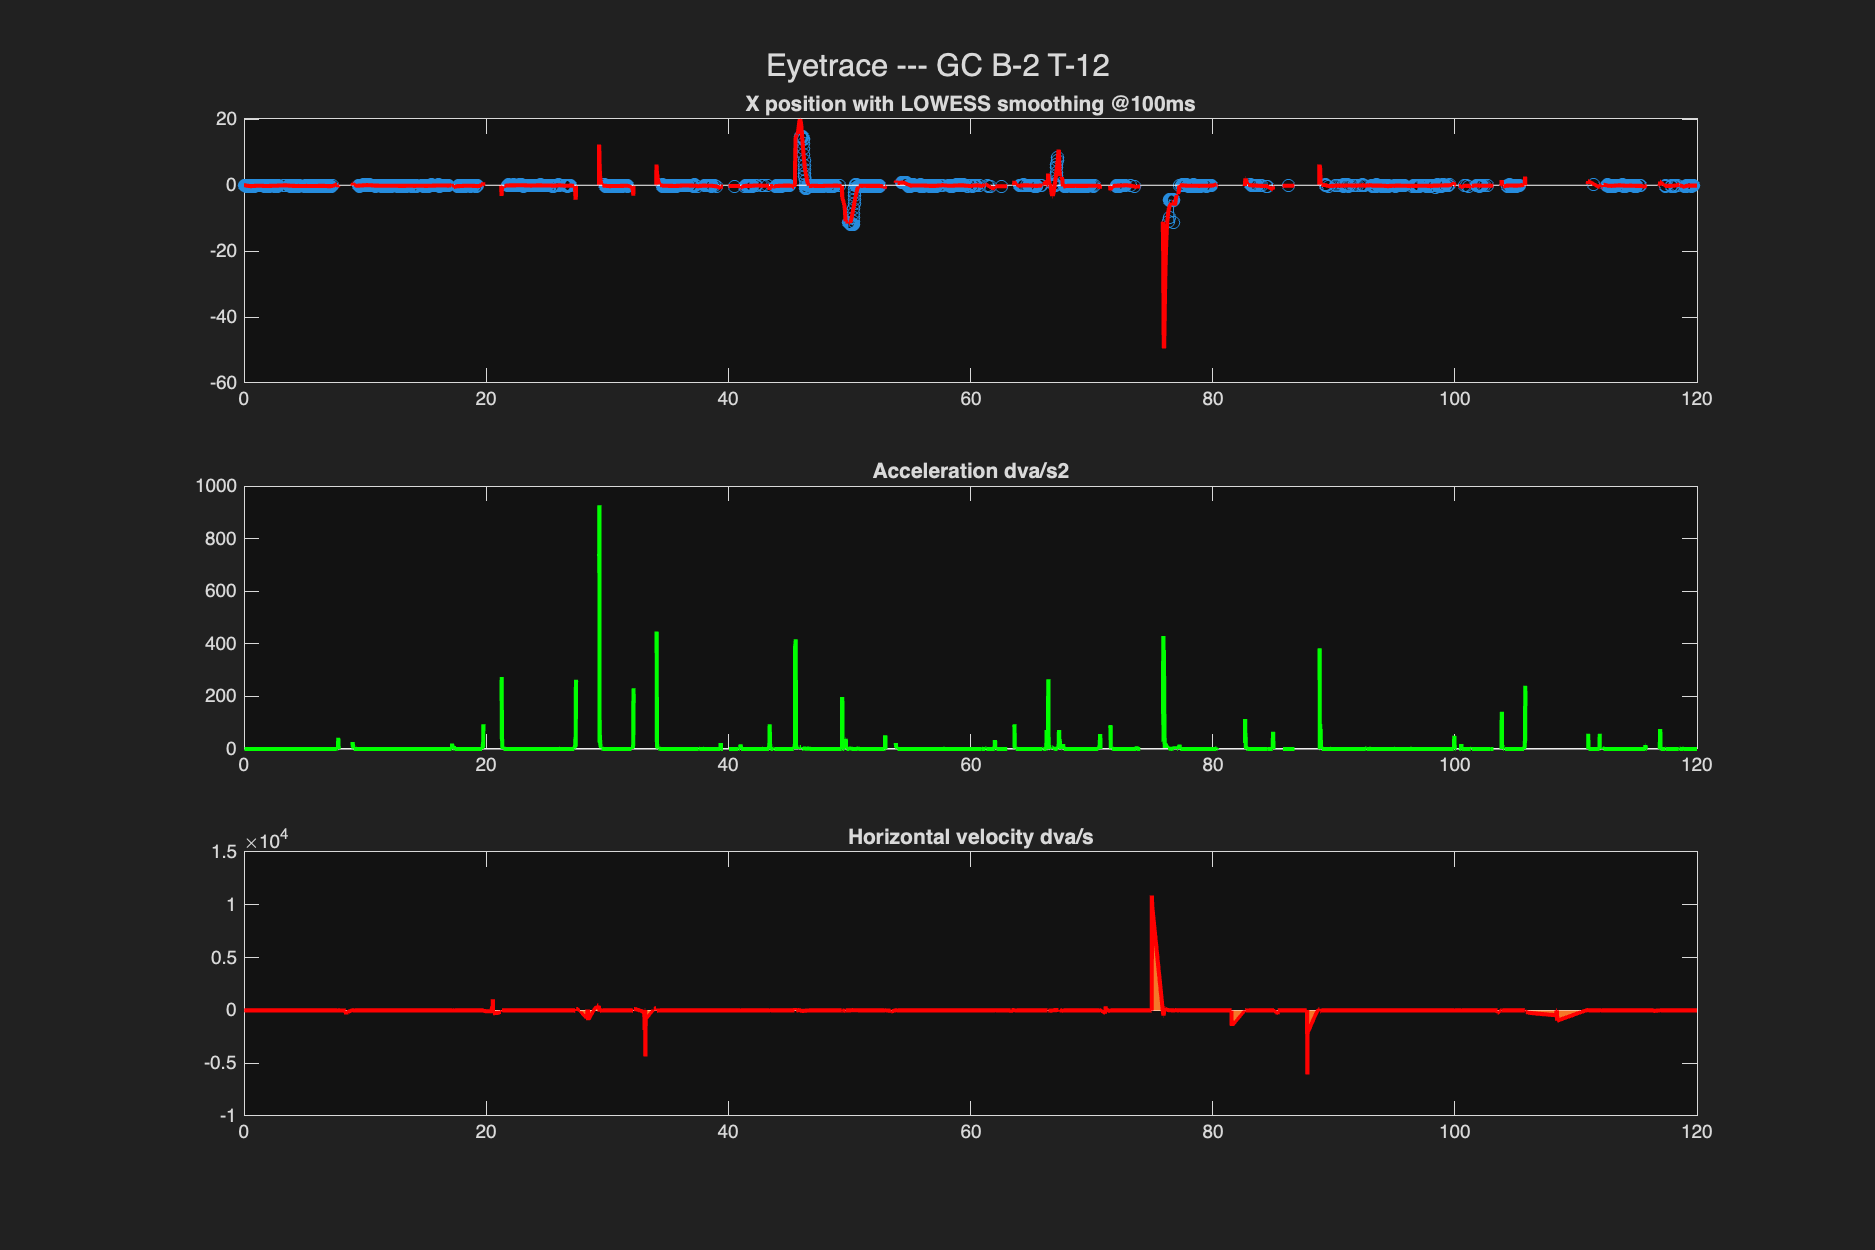 Eyetrace --- GC B-2 T-12
X position with LOWESS smoothing @100ms
20
0
-20
-40
-60
0 20 40 60 80 100 120
Acceleration dva/s2
1000
800
600
400
200
0
0 20 40 60 80 100 120
Horizontal velocity dva/s
×10⁴
1.5
1
0.5
0
-0.5
-1
0 20 40 60 80 100 120